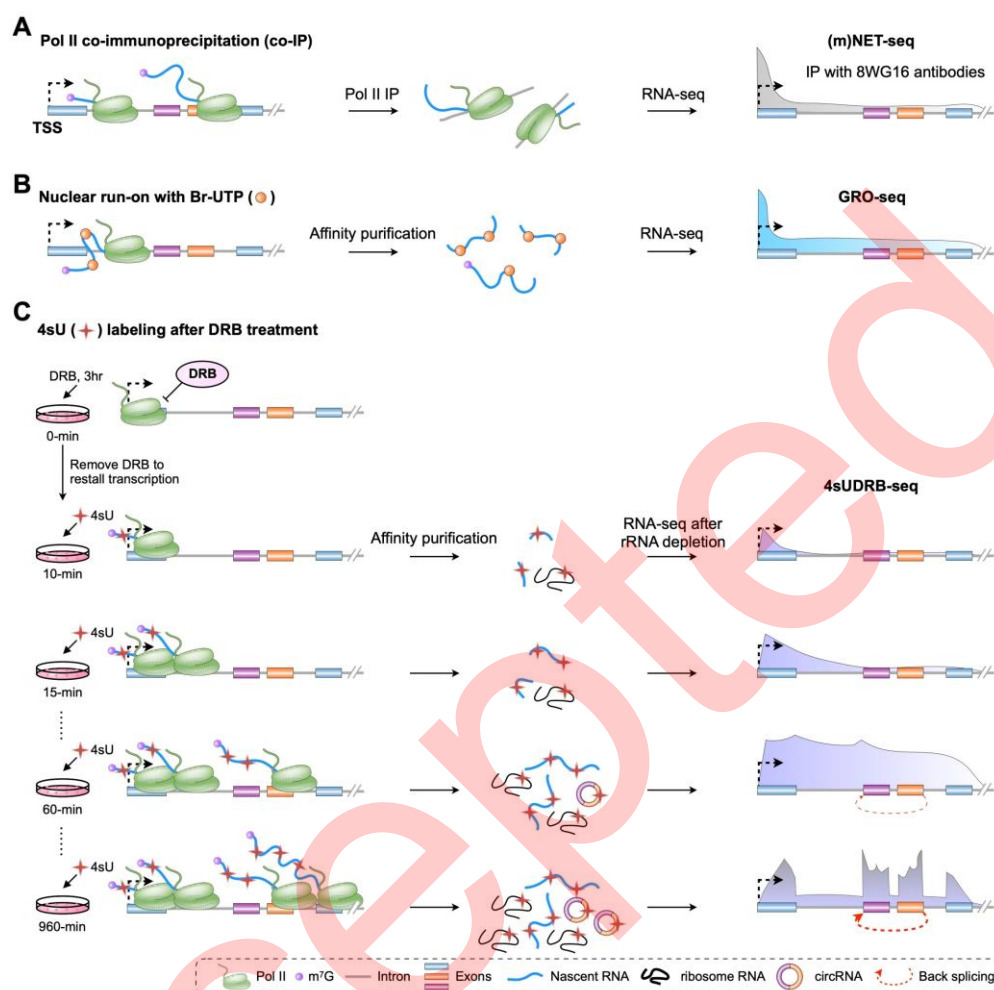 A
Pol II co-immunoprecipitation (co-IP)
(m)NET-seq
IP with 8WG16 antibodies
Pol II IP
RNA-seq
TSS
B
Nuclear run-on with Br-UTP ( )
GRO-seq
Affinity purification
RNA-seq
C
4sU ( ) labeling after DRB treatment
DRB, 3hr
DRB
0-min
Remove DRB to
restall transcription
4sUDRB-seq
4sU
10-min
Affinity purification
RNA-seq after
rRNA depletion
4sU
15-min
4sU
60-min
4sU
960-min
Pol II
m⁷G
Intron
Exons
Nascent RNA
ribosome RNA
circRNA
Back splicing
cepted